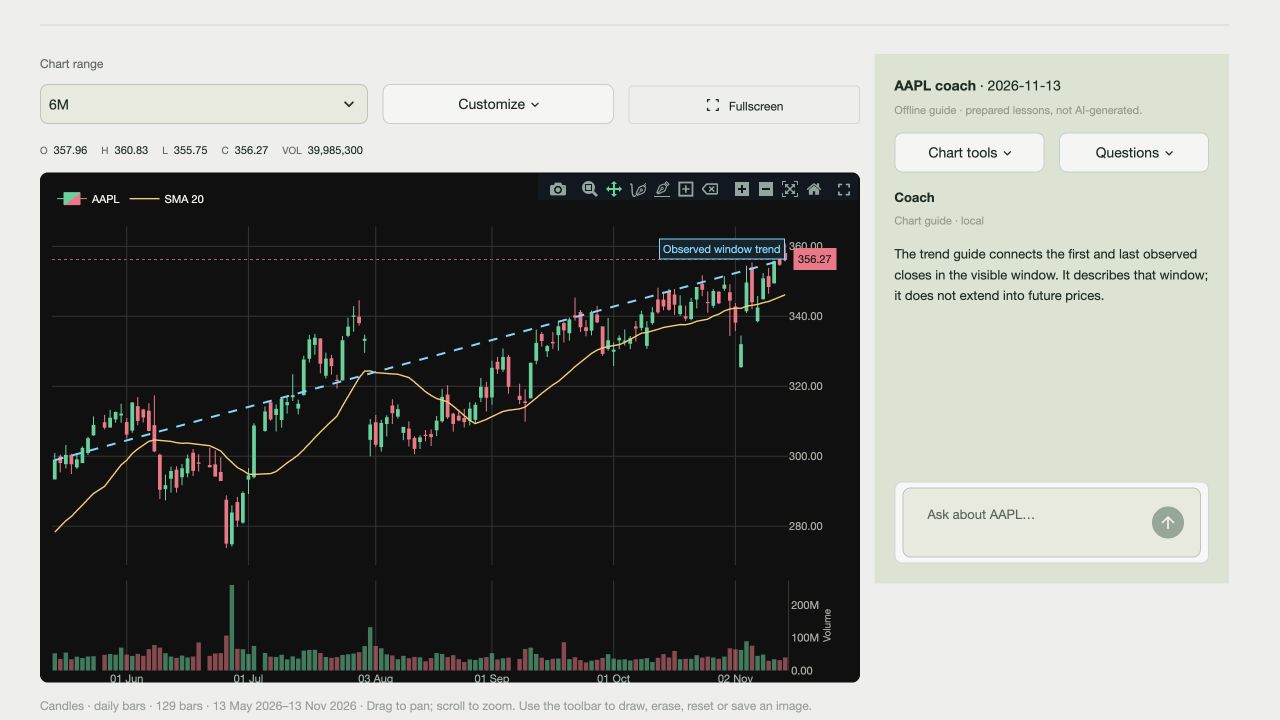 Chart range
6M
Customize
Fullscreen
O 357.96 H 360.83 L 355.75 C 356.27 VOL 39,985,300
AAPL SMA 20
Observed window trend
360.00
356.27
340.00
320.00
300.00
280.00
200M
100M
0.00
Volume
01 Jun 01 Jul 03 Aug 01 Sep 01 Oct 02 Nov
Candles · daily bars · 129 bars · 13 May 2026–13 Nov 2026 · Drag to pan; scroll to zoom. Use the toolbar to draw, erase, reset or save an image.
AAPL coach · 2026-11-13
Offline guide · prepared lessons, not AI-generated.
Chart tools
Questions
Coach
Chart guide · local
The trend guide connects the first and last observed
closes in the visible window. It describes that window;
it does not extend into future prices.
Ask about AAPL…